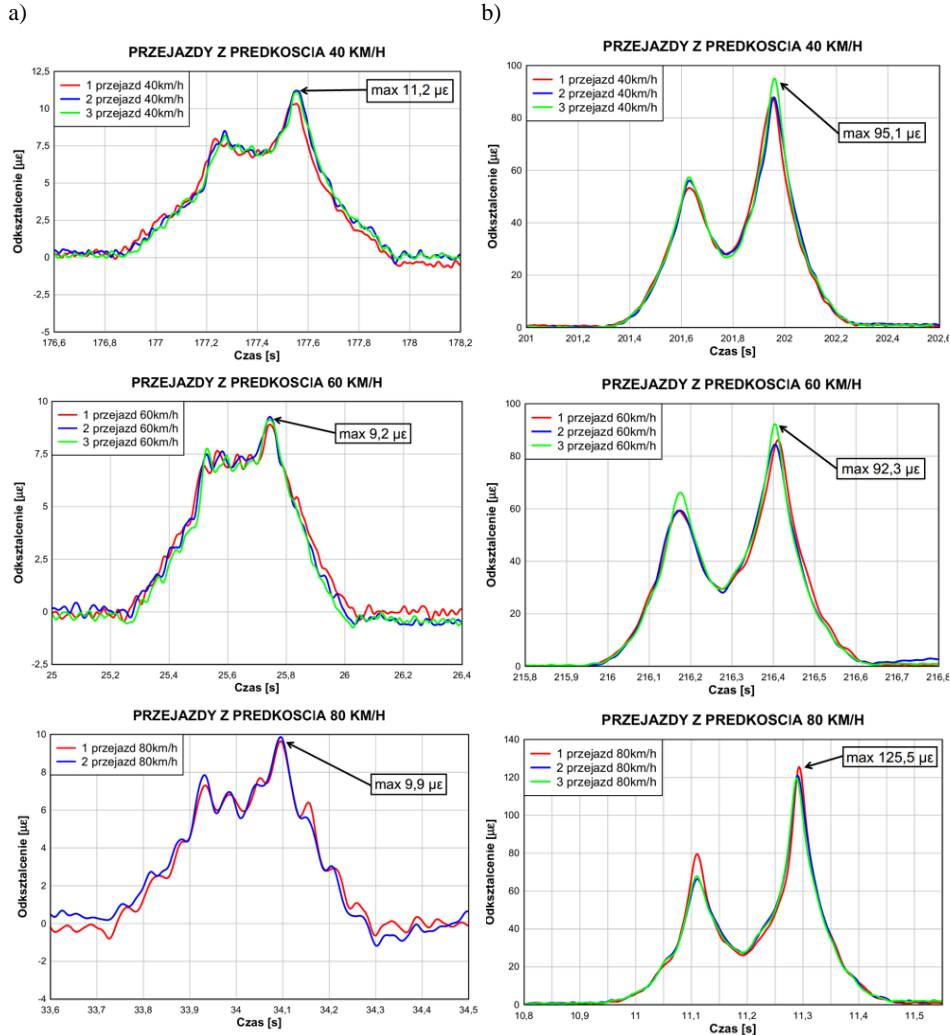 a)
PRZEJAZDY Z PREDKOSCIA 40 KM/H
1 przejazd 40km/h
2 przejazd 40km/h
3 przejazd 40km/h
max 11,2 µε
Odksztalcenie [µε]
12,5
10
7,5
5
2,5
0
-2,5
-5
176,6 177 177,2 177,4 177,6 177,8 178 178,2
Czas [s]
PRZEJAZDY Z PREDKOSCIA 60 KM/H
1 przejazd 60km/h
2 przejazd 60km/h
3 przejazd 60km/h
max 9,2 µε
Odksztalcenie [µε]
10
7,5
5
2,5
0
-2,5
25 25,2 25,4 25,6 25,8 26 26,2 26,4
Czas [s]
PRZEJAZDY Z PREDKOSCIA 80 KM/H
1 przejazd 80km/h
2 przejazd 80km/h
max 9,9 µε
Odksztalcenie [µε]
10
8
6
4
2
0
-2
-4
33,6 33,7 33,8 33,9 34 34,1 34,2 34,3 34,4 34,5
Czas [s]
b)
PRZEJAZDY Z PREDKOSCIA 40 KM/H
1 przejazd 40km/h
2 przejazd 40km/h
3 przejazd 40km/h
max 95,1 µε
Odksztalcenie [µε]
100
80
60
40
20
0
201 201,2 201,4 201,6 201,8 202 202,2 202,4 202,6
Czas [s]
PRZEJAZDY Z PREDKOSCIA 60 KM/H
1 przejazd 60km/h
2 przejazd 60km/h
3 przejazd 60km/h
max 92,3 µε
Odksztalcenie [µε]
100
80
60
40
20
0
215,8 215,9 216 216,1 216,2 216,3 216,4 216,5 216,6 216,7 216,8
Czas [s]
PRZEJAZDY Z PREDKOSCIA 80 KM/H
1 przejazd 80km/h
2 przejazd 80km/h
3 przejazd 80km/h
max 125,5 µε
Odksztalcenie [µε]
140
120
100
80
60
40
20
0
10,8 10,9 11 11,1 11,2 11,3 11,4 11,5
Czas [s]